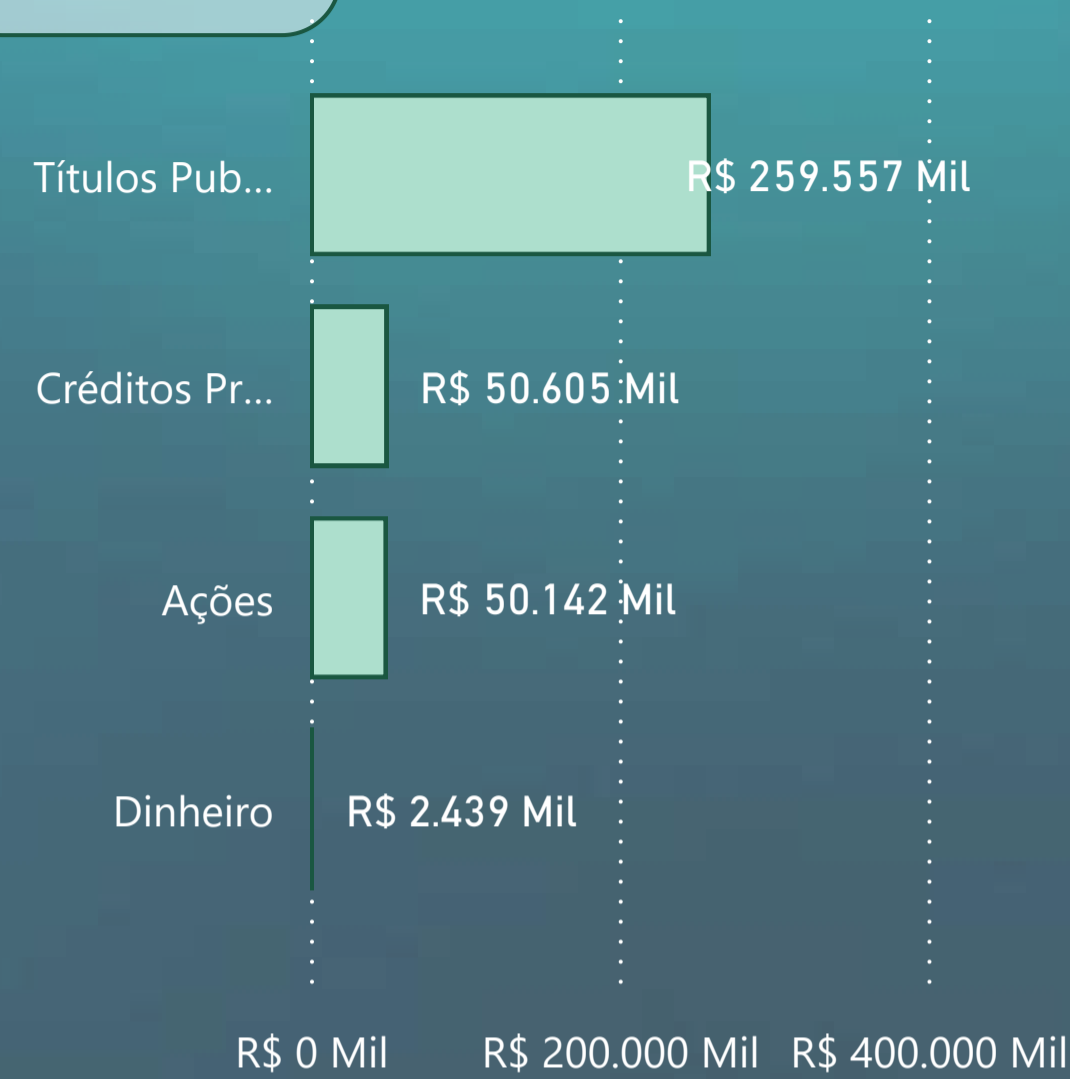 Títulos Pub... R$ 259.557 Mil
Créditos Pr... R$ 50.605 Mil
Ações R$ 50.142 Mil
Dinheiro R$ 2.439 Mil
R$ 0 Mil R$ 200.000 Mil R$ 400.000 Mil